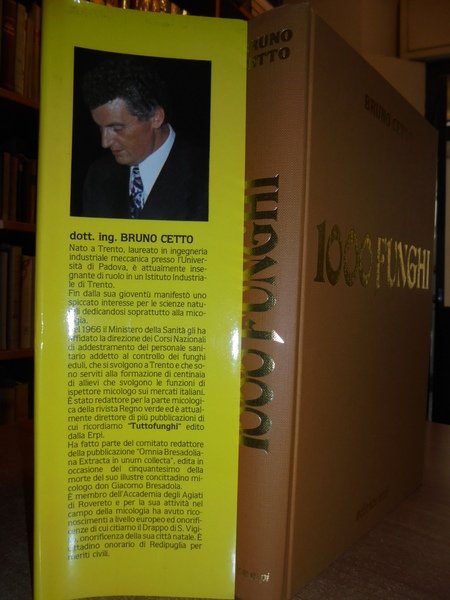 dott. ing. BRUNO CETTO
Nato a Trento, laureato in ingegneria
industriale meccanica presso l'Univer-
sità di Padova, è attualmente inse-
gnante di ruolo in un Istituto Industria-
le di Trento.
Fin dalla sua gioventù manifestò uno
spiccato interesse per le scienze natu-
rali dedicandosi soprattutto alla mico-
logia.
Nel 1966 il Ministero della Sanità gli ha
affidato la direzione dei Corsi Nazionali
di addestramento del personale sani-
tario addetto al controllo dei funghi
eduli, che si svolgono a Trento e che so-
no serviti alla formazione di centinaia
di allievi che svolgono le funzioni di
ispettore micologo sui mercati italiani.
È stato redattore per la parte micologi-
ca della rivista Regno verde ed è attual-
mente direttore di più pubblicazioni di
cui ricordiamo "Tuttofunghi" edito
dalla Erpi.
Ha fatto parte del comitato redattore
della pubblicazione "Omnia Bresadolia-
na Extracta in unum collecta", edita in
occasione del cinquantesimo della
morte del suo illustre concittadino mi-
cologo don Giacomo Bresadola.
È membro dell'Accademia degli Agiati
di Rovereto e per la sua attività nel
campo della micologia ha avuto rico-
noscimenti a livello europeo ed onorifi-
cenze di cui citiamo il Drappo di S. Vigi-
lio, onorificenza della sua città natale. È
cittadino onorario di Redipuglia per
meriti civili.
BRUNO
CETTO
1000 FUNGHI
BRUNO CETTO
1000 FUNGHI